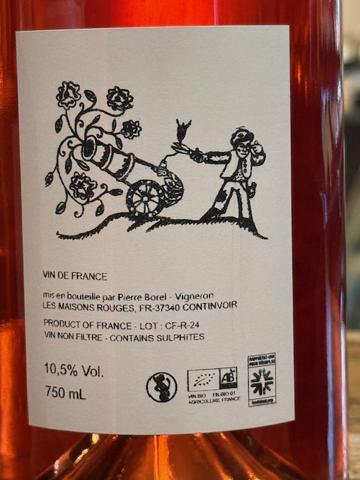 VIN DE FRANCE
mis en bouteille par Pierre Borel - Vigneron
LES MAISONS ROUGES, FR-37340 CONTINVOIR
PRODUCT OF FRANCE - LOT : CF-R-24
VIN NON FILTRE - CONTAINS SULPHITES
10,5% Vol.
750 mL
AB
VIN BIO FR-BIO 01
AGRICULTURE FRANCE